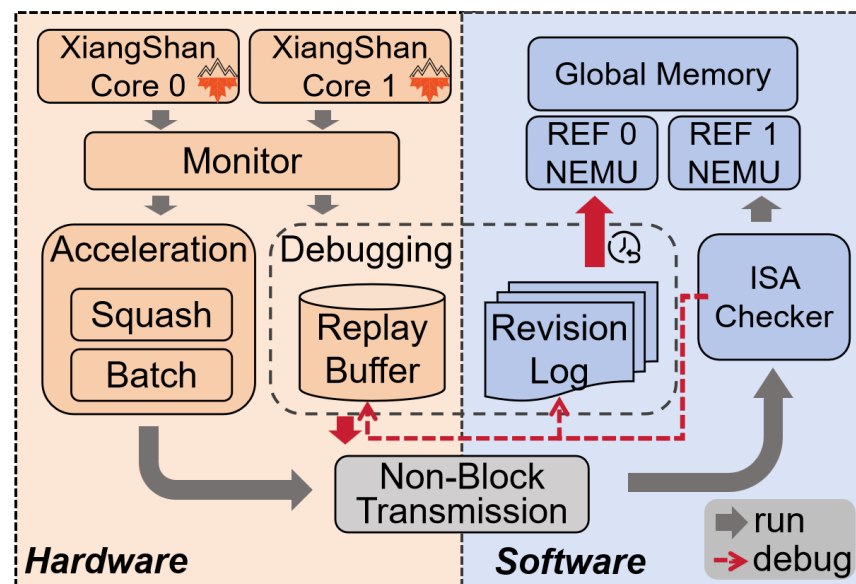 XiangShan
Core 0
XiangShan
Core 1
Monitor
Acceleration
Squash
Batch
Debugging
Replay
Buffer
Revision
Log
Global Memory
REF 0
NEMU
REF 1
NEMU
ISA
Checker
Non-Block
Transmission
run
debug
Hardware
Software